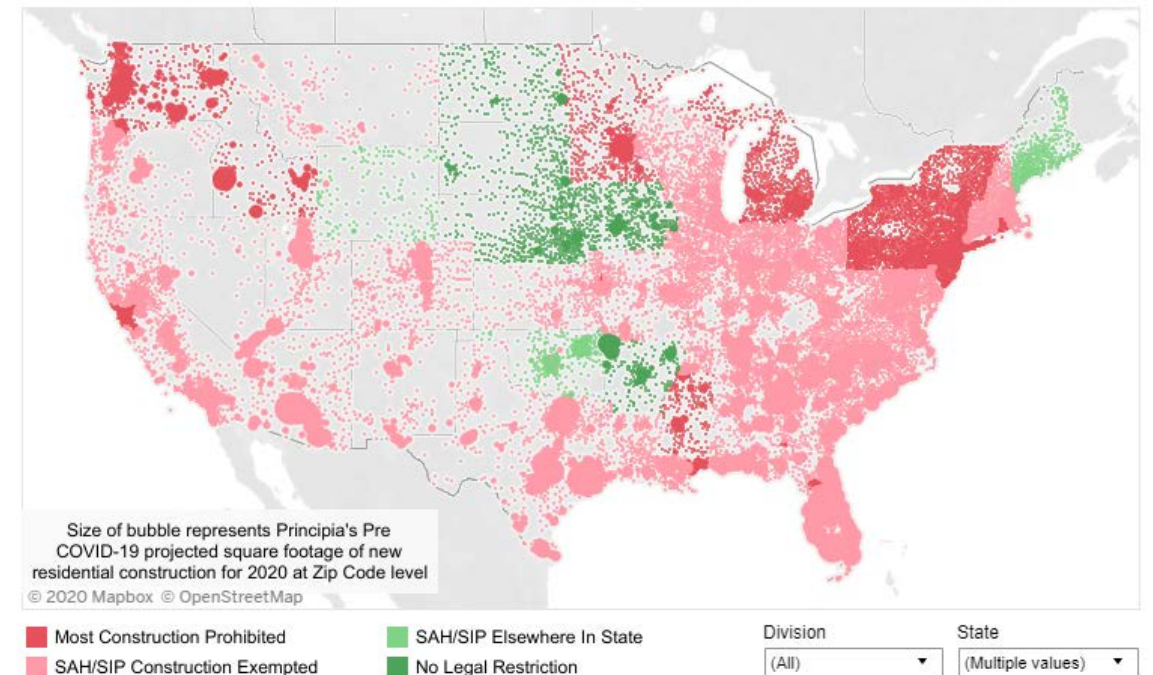 Size of bubble represents Principia's Pre
COVID-19 projected square footage of new
residential construction for 2020 at Zip Code level
© 2020 Mapbox © OpenStreetMap
Most Construction Prohibited
SAH/SIP Construction Exempted
SAH/SIP Elsewhere In State
No Legal Restriction
Division
(All)
State
(Multiple values)